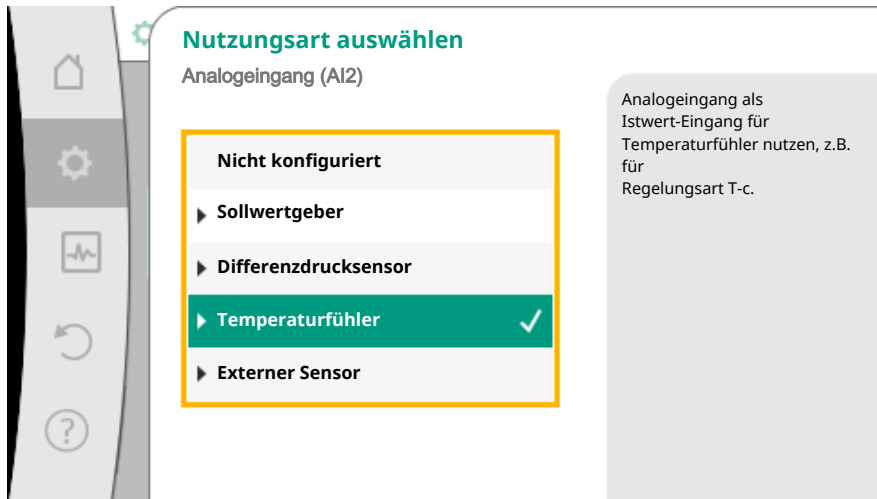 Nutzungsart auswählen
Analogeingang (AI2)
Nicht konfiguriert
Sollwertgeber
Differenzdrucksensor
Temperaturfühler
Externer Sensor
Analogeingang als
Istwert-Eingang für
Temperaturfühler nutzen, z.B.
für
Regelungsart T-c.
?